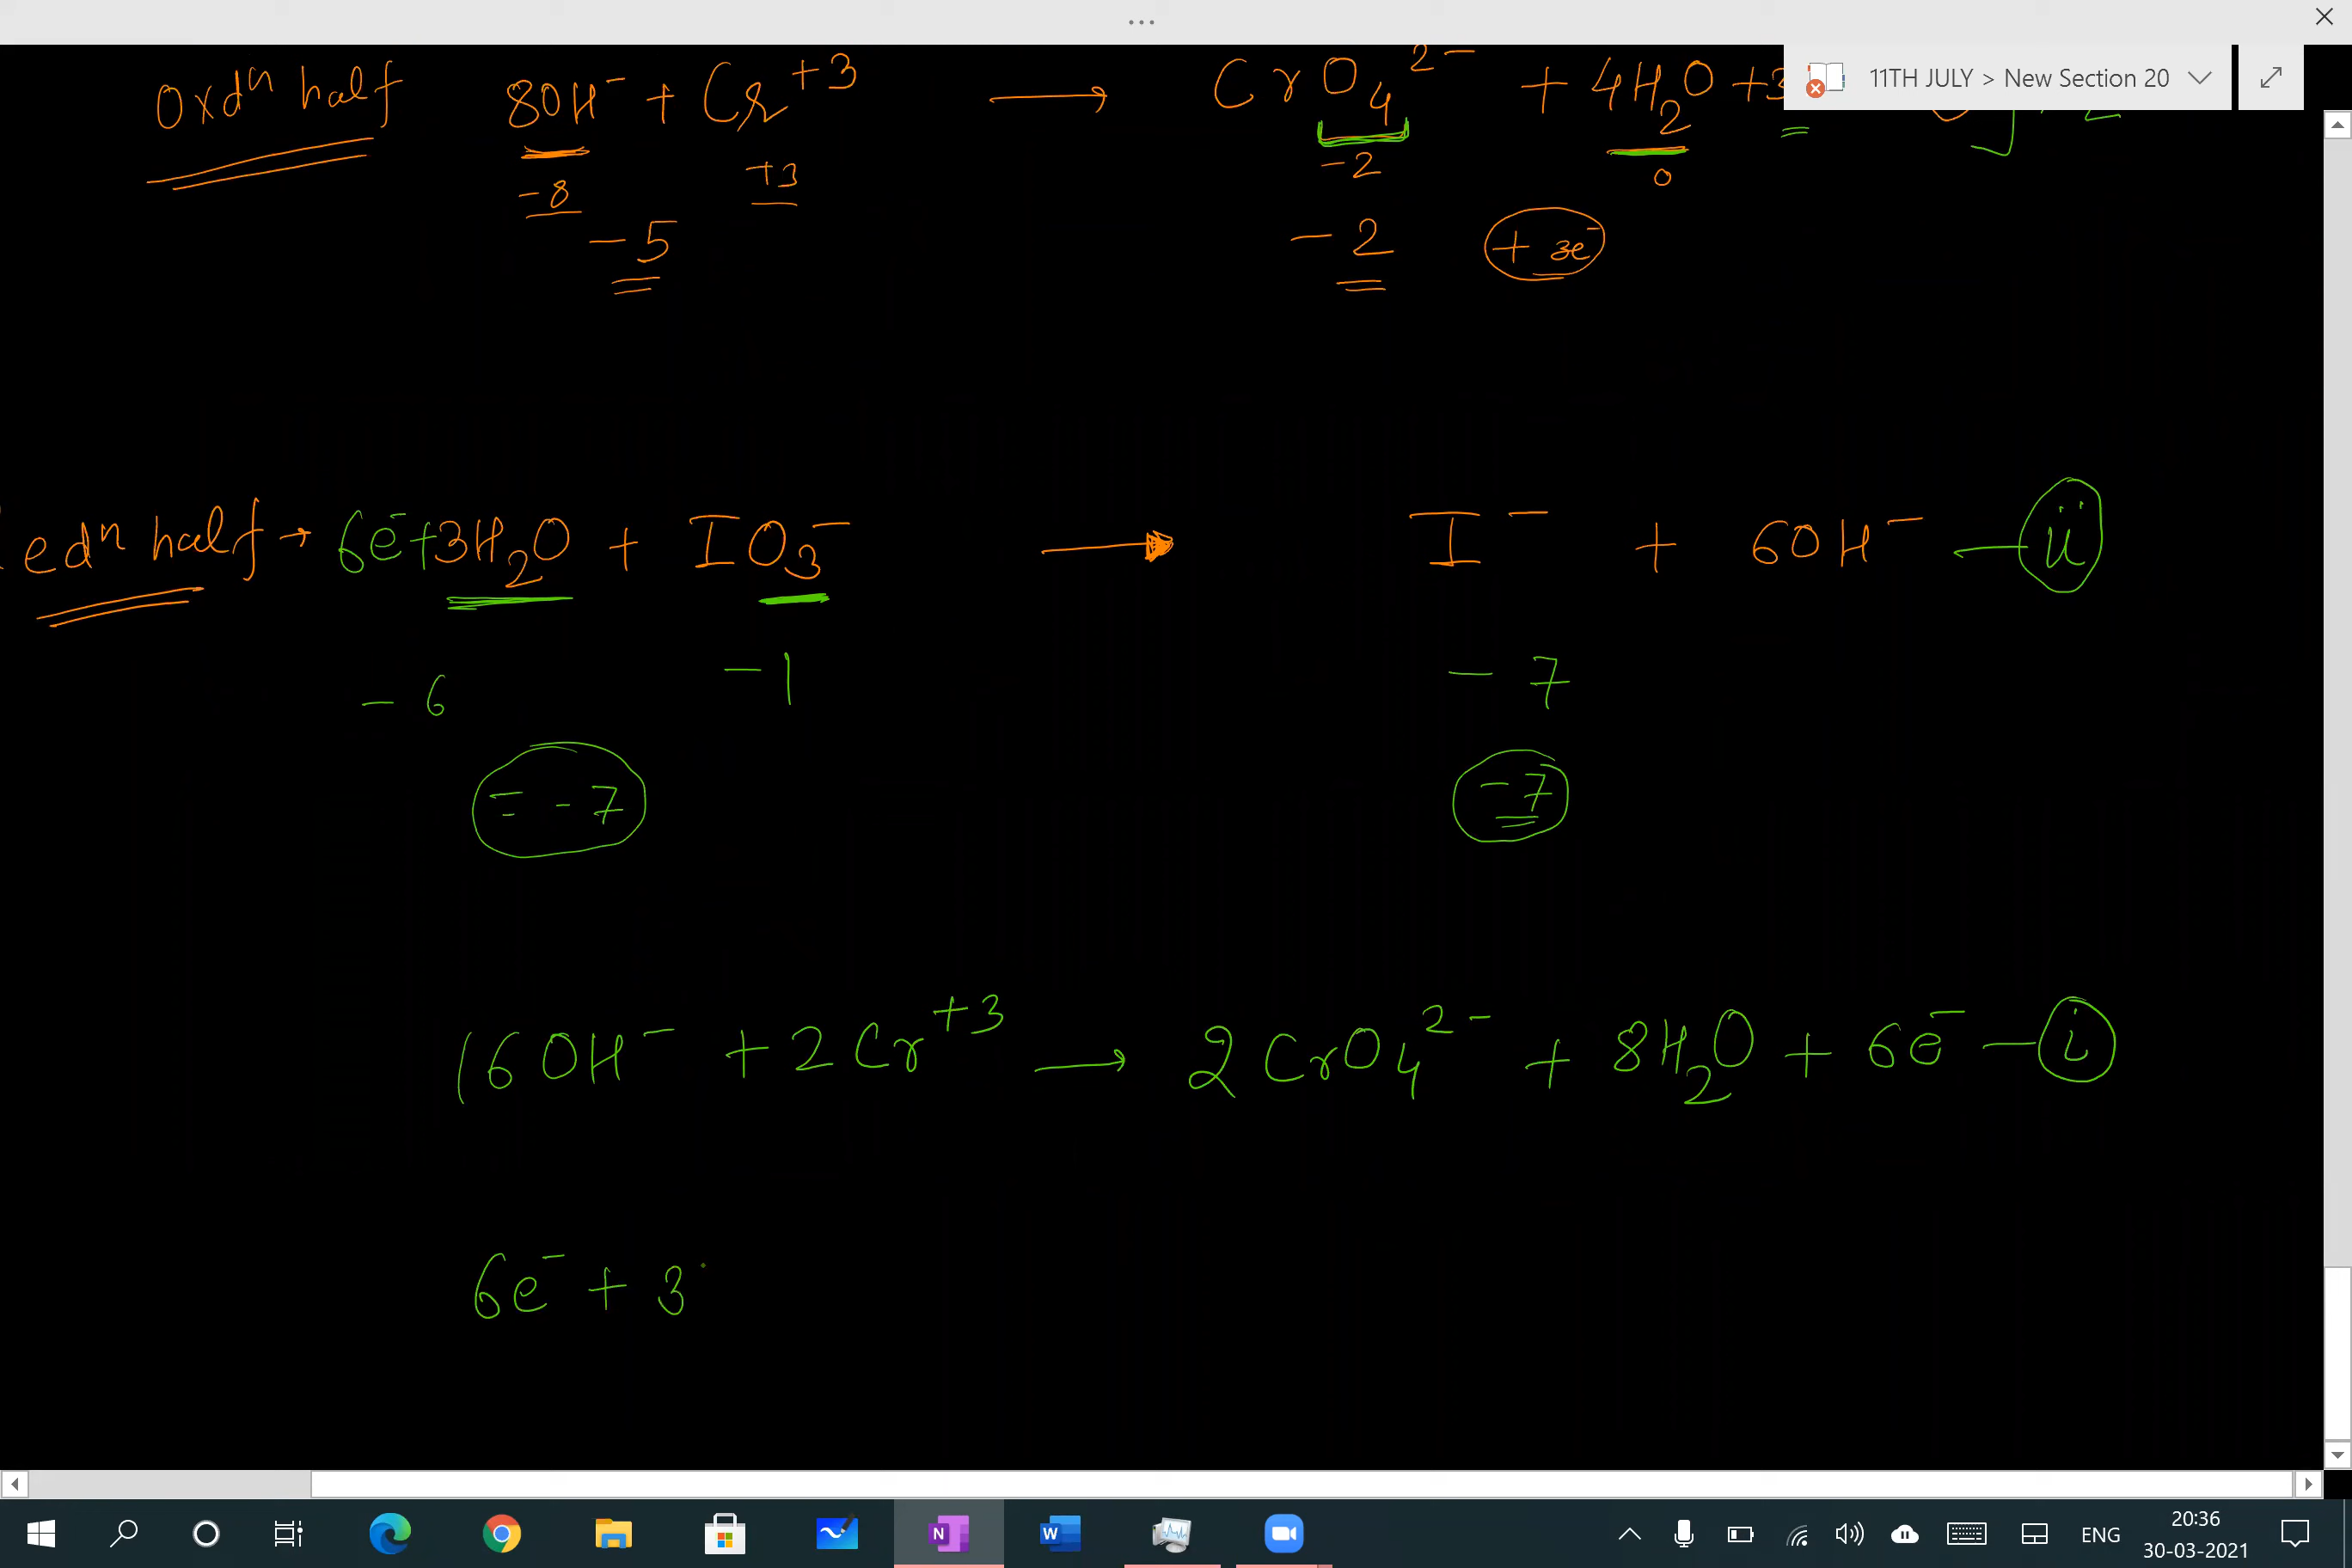 ...
11TH JULY > New Section 20
Oxdⁿ half 8OH⁻ + Cr⁺³ → CrO₄²⁻ + 4H₂O + 3
-8 +3 -2 0
-5 -2 + 3e⁻
edⁿ half → 6e⁻ + 3H₂O + IO₃⁻ → I⁻ + 6OH⁻ — ii
-6 -1 -7
= -7 -7
16OH⁻ + 2Cr⁺³ → 2CrO₄²⁻ + 8H₂O + 6e⁻ — i
6e⁻ + 3
ENG
20:36
30-03-2021